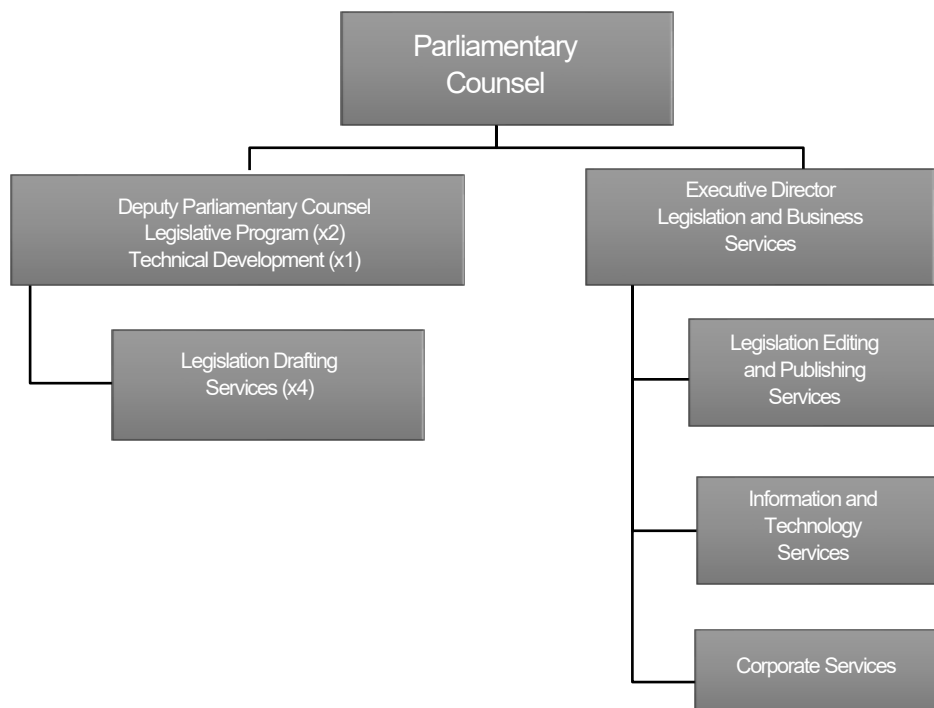 Parliamentary
Counsel
Deputy Parliamentary Counsel
Legislative Program (x2)
Technical Development (x1)
Executive Director
Legislation and Business
Services
Legislation Drafting
Services (x4)
Legislation Editing
and Publishing
Services
Information and
Technology
Services
Corporate Services